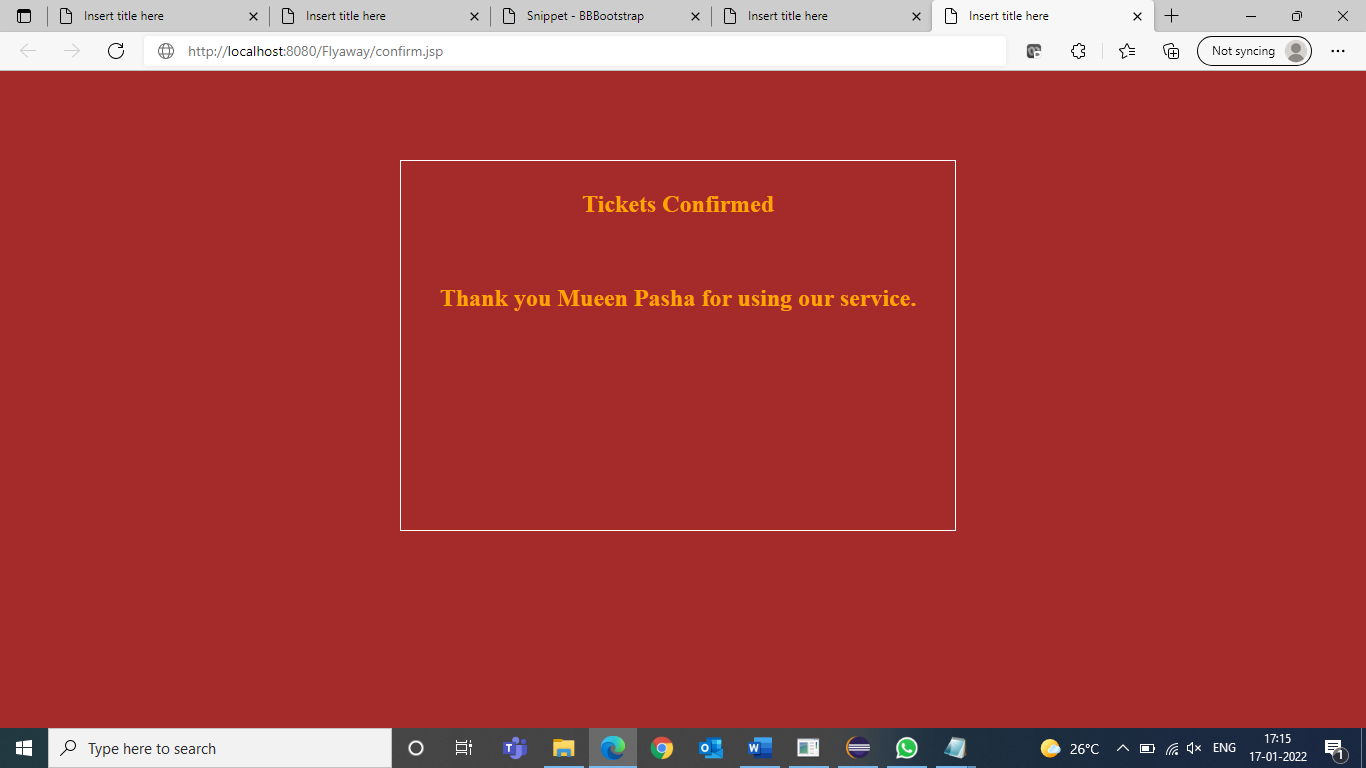 Insert title here
Insert title here
Snippet - BBBootstrap
Insert title here
Insert title here
http://localhost:8080/Flyaway/confirm.jsp
Not syncing
Tickets Confirmed
Thank you Mueen Pasha for using our service.
Type here to search
26°C
ENG
17:15
17-01-2022
1